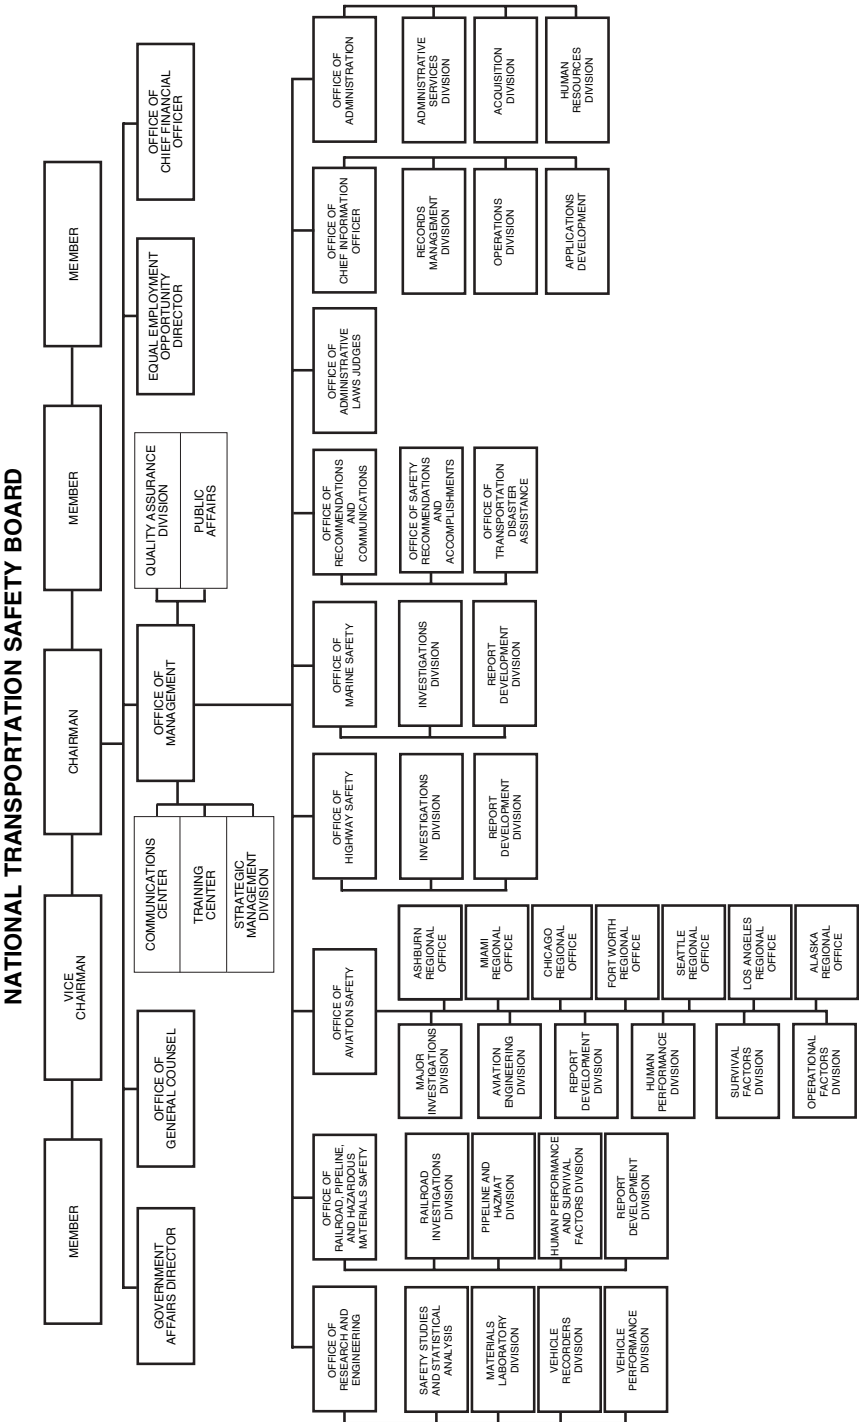 NATIONAL TRANSPORTATION SAFETY BOARD
MEMBER
VICE
CHAIRMAN
CHAIRMAN
MEMBER
MEMBER
GOVERNMENT
AFFAIRS DIRECTOR
OFFICE OF
GENERAL COUNSEL
COMMUNICATIONS
CENTER
TRAINING
CENTER
STRATEGIC
MANAGEMENT
DIVISION
OFFICE OF
MANAGEMENT
QUALITY ASSURANCE
DIVISION
PUBLIC
AFFAIRS
EQUAL EMPLOYMENT
OPPORTUNITY
DIRECTOR
OFFICE OF
CHIEF FINANCIAL
OFFICER
OFFICE OF
RESEARCH AND
ENGINEERING
SAFETY STUDIES
AND STATISTICAL
ANALYSIS
MATERIALS
LABORATORY
DIVISION
VEHICLE
RECORDERS
DIVISION
VEHICLE
PERFORMANCE
DIVISION
OFFICE OF
RAILROAD, PIPELINE,
AND HAZARDOUS
MATERIALS SAFETY
RAILROAD
INVESTIGATIONS
DIVISION
PIPELINE AND
HAZMAT
DIVISION
HUMAN PERFORMANCE
AND SURVIVAL
FACTORS DIVISION
REPORT
DEVELOPMENT
DIVISION
OFFICE OF
AVIATION SAFETY
MAJOR
INVESTIGATIONS
DIVISION
AVIATION
ENGINEERING
DIVISION
REPORT
DEVELOPMENT
DIVISION
HUMAN
PERFORMANCE
DIVISION
SURVIVAL
FACTORS
DIVISION
OPERATIONAL
FACTORS
DIVISION
ASHBURN
REGIONAL
OFFICE
MIAMI
REGIONAL
OFFICE
CHICAGO
REGIONAL
OFFICE
FORT WORTH
REGIONAL
OFFICE
SEATTLE
REGIONAL
OFFICE
LOS ANGELES
REGIONAL
OFFICE
ALASKA
REGIONAL
OFFICE
OFFICE OF
HIGHWAY SAFETY
INVESTIGATIONS
DIVISION
REPORT
DEVELOPMENT
DIVISION
OFFICE OF
MARINE SAFETY
INVESTIGATIONS
DIVISION
REPORT
DEVELOPMENT
DIVISION
OFFICE OF
RECOMMENDATIONS
AND
COMMUNICATIONS
OFFICE OF SAFETY
RECOMMENDATIONS
AND
ACCOMPLISHMENTS
OFFICE OF
TRANSPORTATION
DISASTER
ASSISTANCE
OFFICE OF
ADMINISTRATIVE
LAWS JUDGES
OFFICE OF
CHIEF INFORMATION
OFFICER
RECORDS
MANAGEMENT
DIVISION
OPERATIONS
DIVISION
APPLICATIONS
DEVELOPMENT
OFFICE OF
ADMINISTRATION
ADMINISTRATIVE
SERVICES
DIVISION
ACQUISITION
DIVISION
HUMAN
RESOURCES
DIVISION